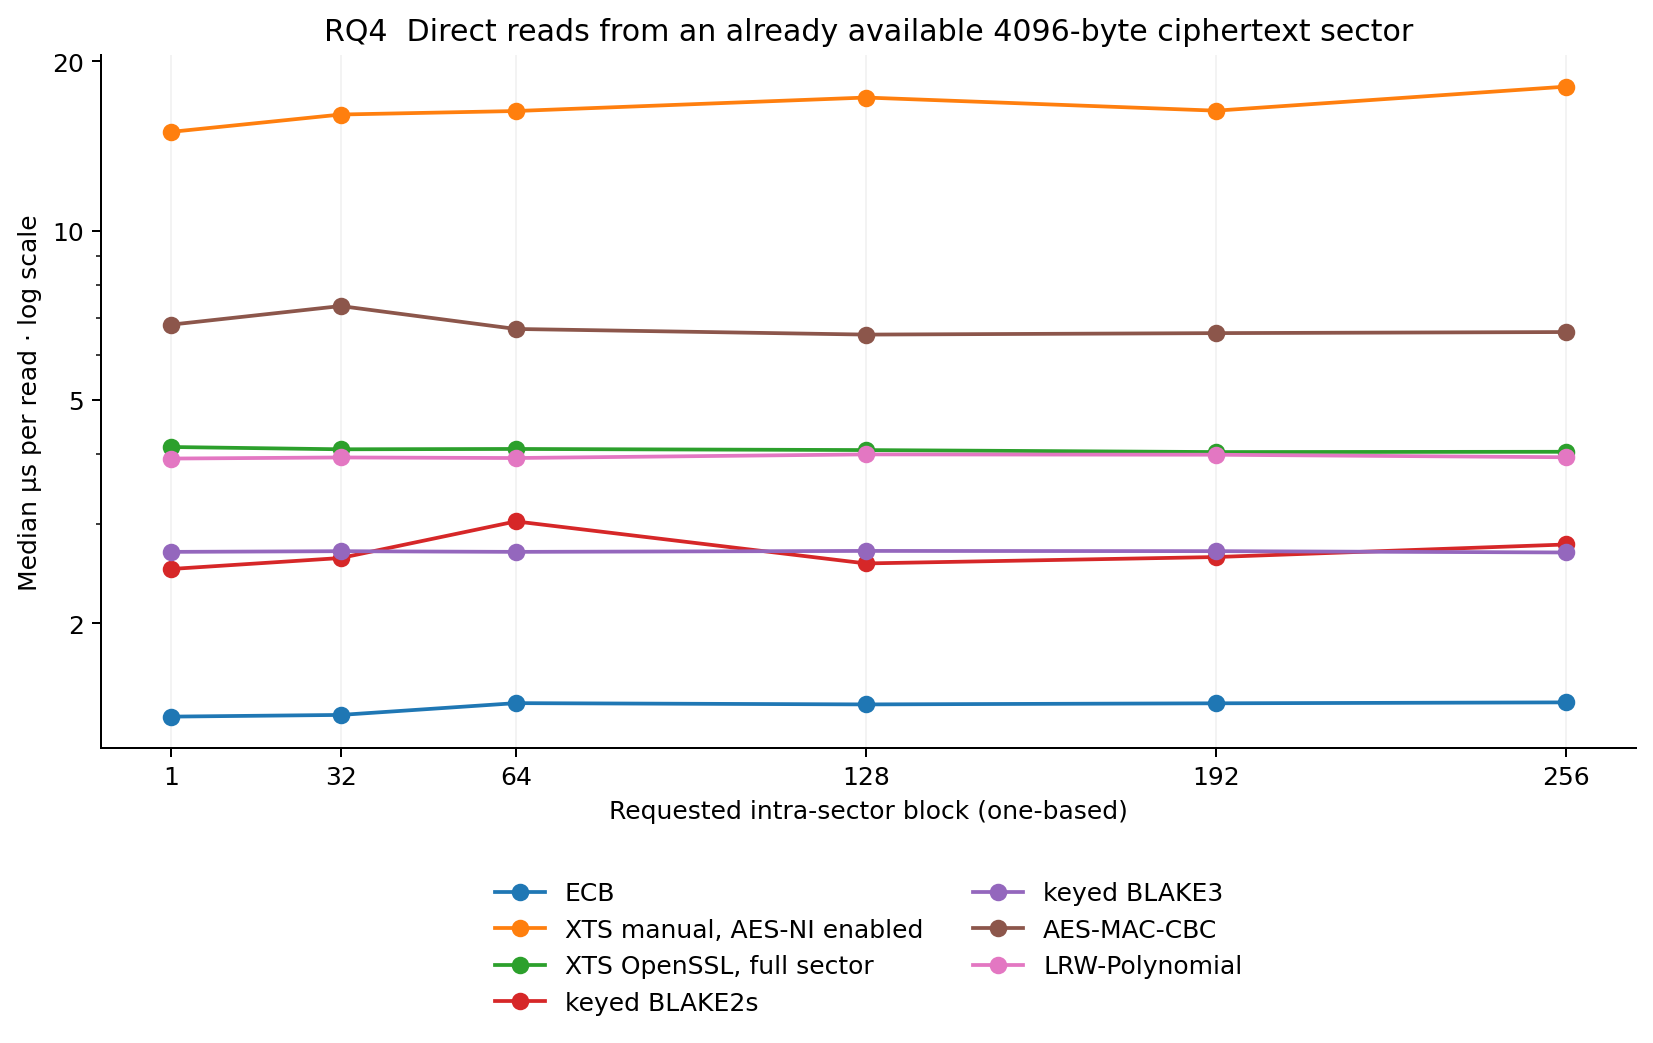 RQ4  Direct reads from an already available 4096-byte ciphertext sector
Median µs per read · log scale
20
10
5
2
1
32
64
128
192
256
Requested intra-sector block (one-based)
ECB
XTS manual, AES-NI enabled
XTS OpenSSL, full sector
keyed BLAKE2s
keyed BLAKE3
AES-MAC-CBC
LRW-Polynomial